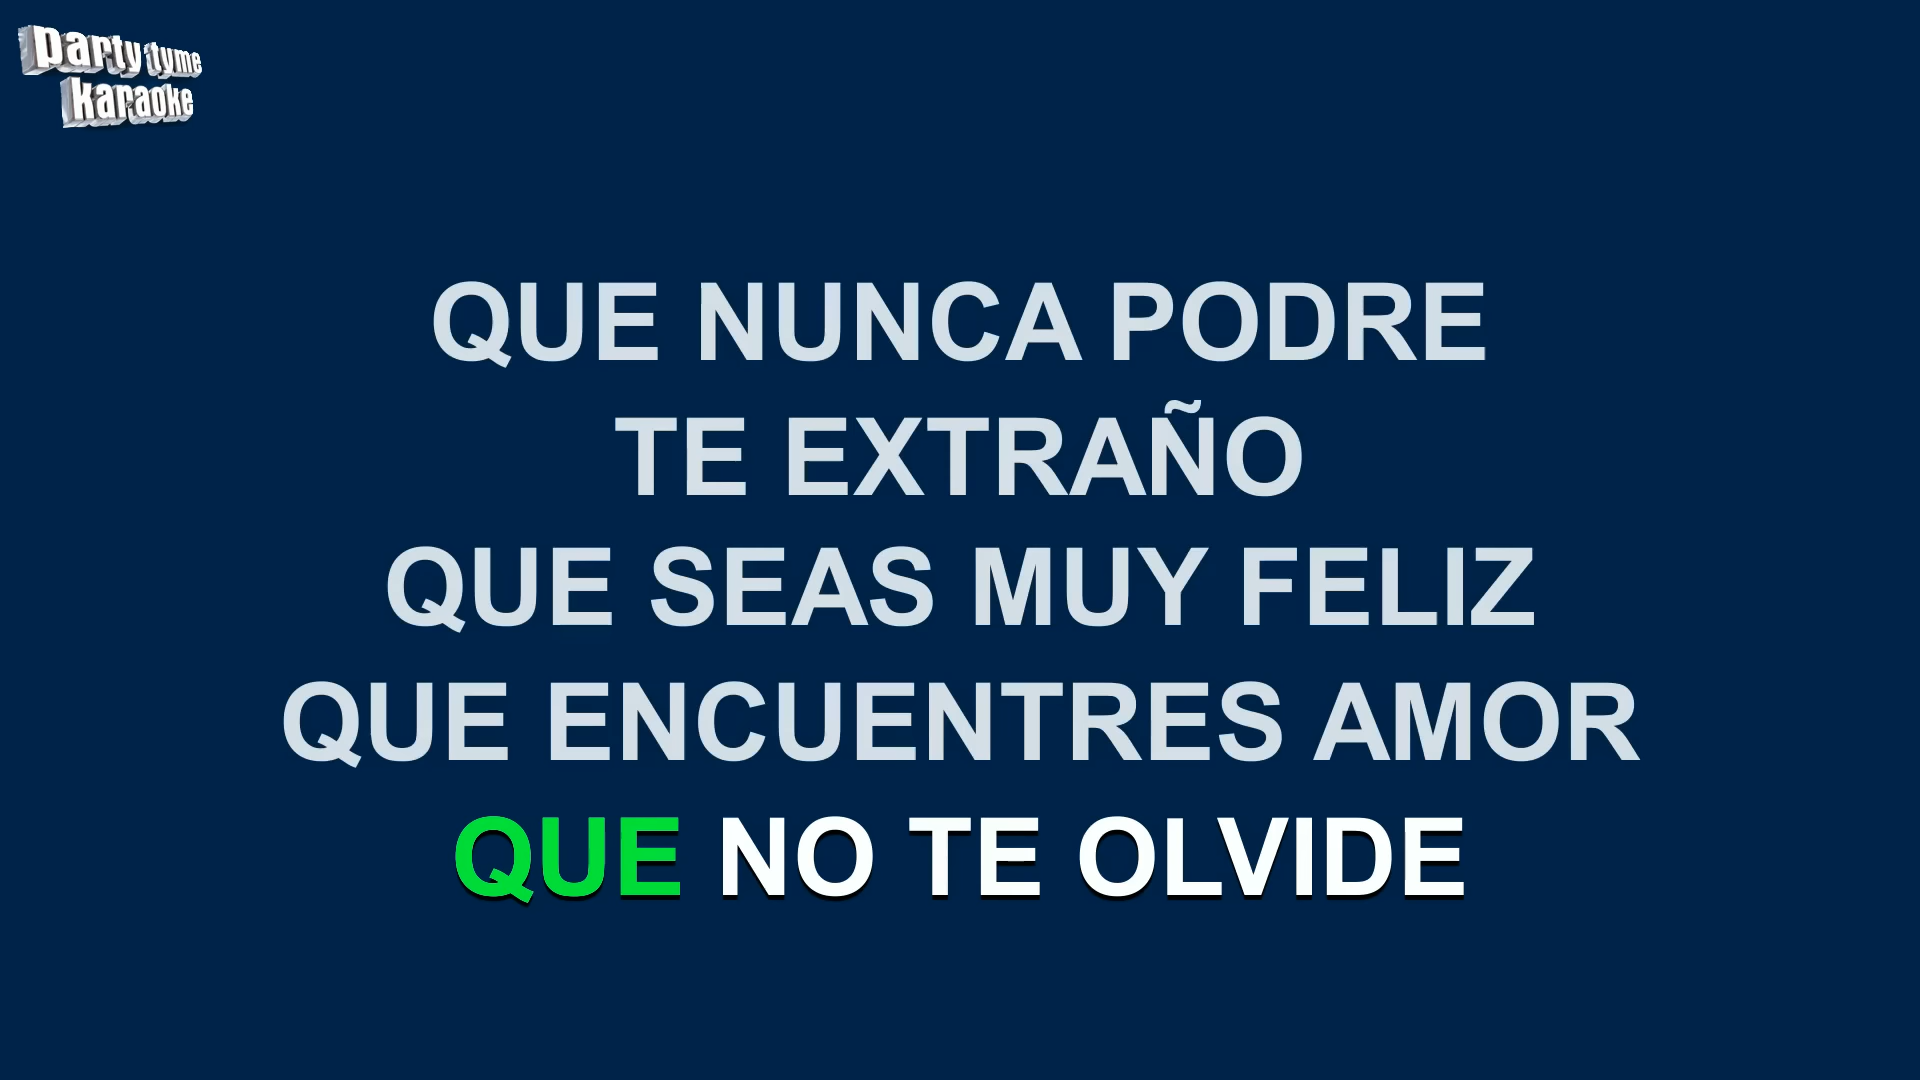 party tyme
karaoke
QUE NUNCA PODRE
TE EXTRAÑO
QUE SEAS MUY FELIZ
QUE ENCUENTRES AMOR
QUE NO TE OLVIDE